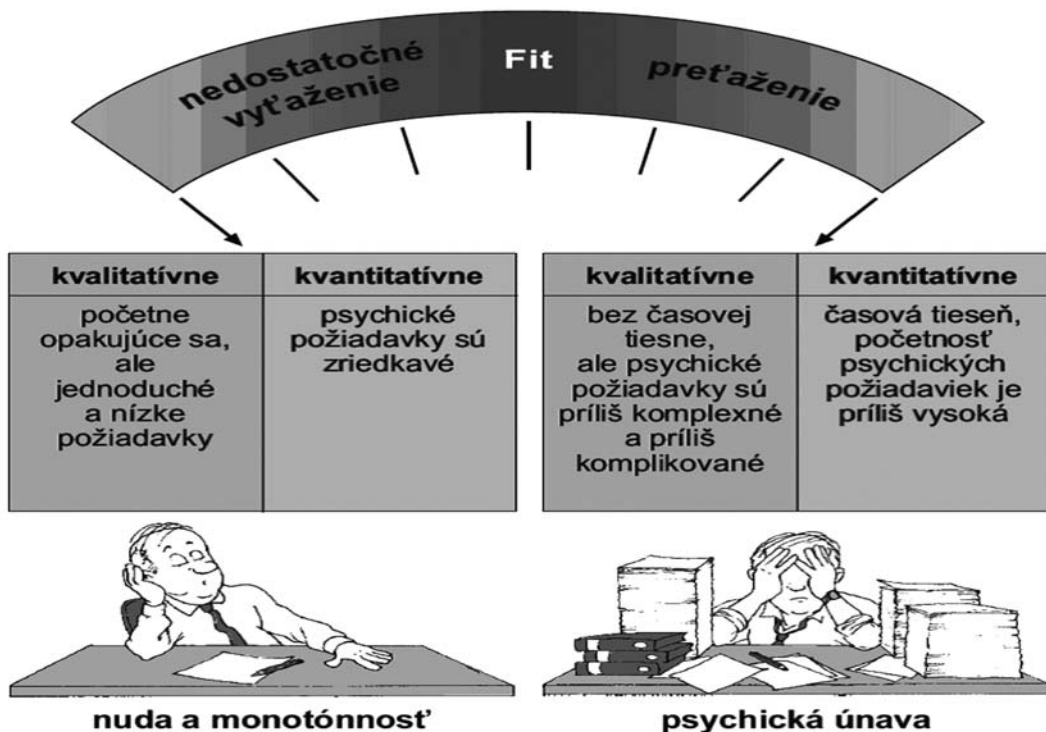 nedostatočné
vyťaženie
Fit
preťaženie
kvalitatívne
početne
opakujúce sa,
ale
jednoduché
a nízke
požiadavky
kvantitatívne
psychické
požiadavky sú
zriedkavé
kvalitatívne
bez časovej
tiesne,
ale psychické
požiadavky sú
príliš komplexné
a príliš
komplikované
kvantitatívne
časová tieseň,
početnosť
psychických
požiadaviek je
príliš vysoká
nuda a monotónnosť
psychická únava